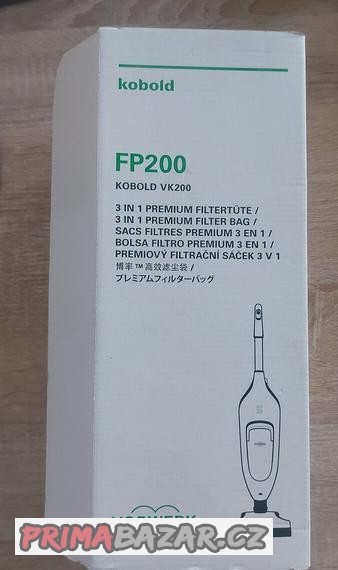 kobold
FP200
KOBOLD VK200
3 IN 1 PREMIUM FILTERTÜTE /
3 IN 1 PREMIUM FILTER BAG /
SACS FILTRES PREMIUM 3 EN 1 /
BOLSA FILTRO PREMIUM 3 EN 1 /
PREMIOVÝ FILTRAČNÍ SÁČEK 3 V 1
博率™高效滤尘袋 /
プレミアムフィルターバッグ
PRIMABAZAR.CZ